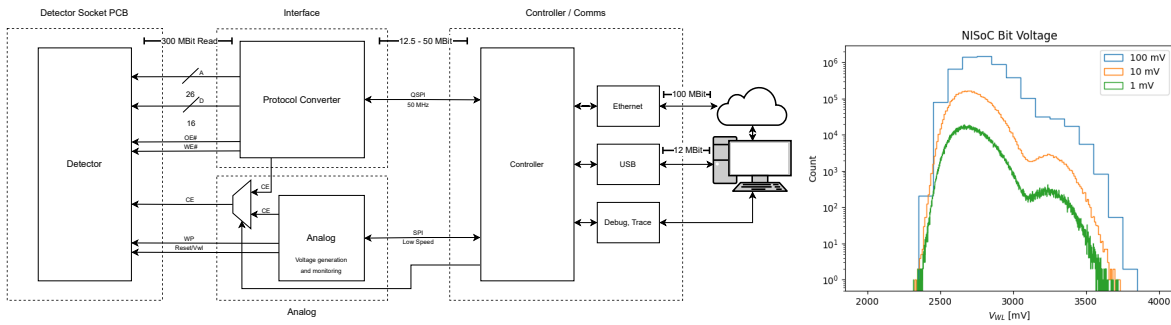 Detector Socket PCB
Interface
Controller / Comms
300 MBit Read
12.5 - 50 MBit
A
26
D
16
OE#
WE#
Protocol Converter
QSPI
50 MHz
Detector
Controller
Ethernet
100 MBit
USB
12 MBit
Debug, Trace
CE
CE
CE
WP
Reset/Vwl
Analog
Voltage generation
and monitoring
SPI
Low Speed
Analog
NISoC Bit Voltage
100 mV
10 mV
1 mV
Count
10^6
10^5
10^4
10^3
10^2
10^1
10^0
2000 2500 3000 3500 4000
V_WL [mV]